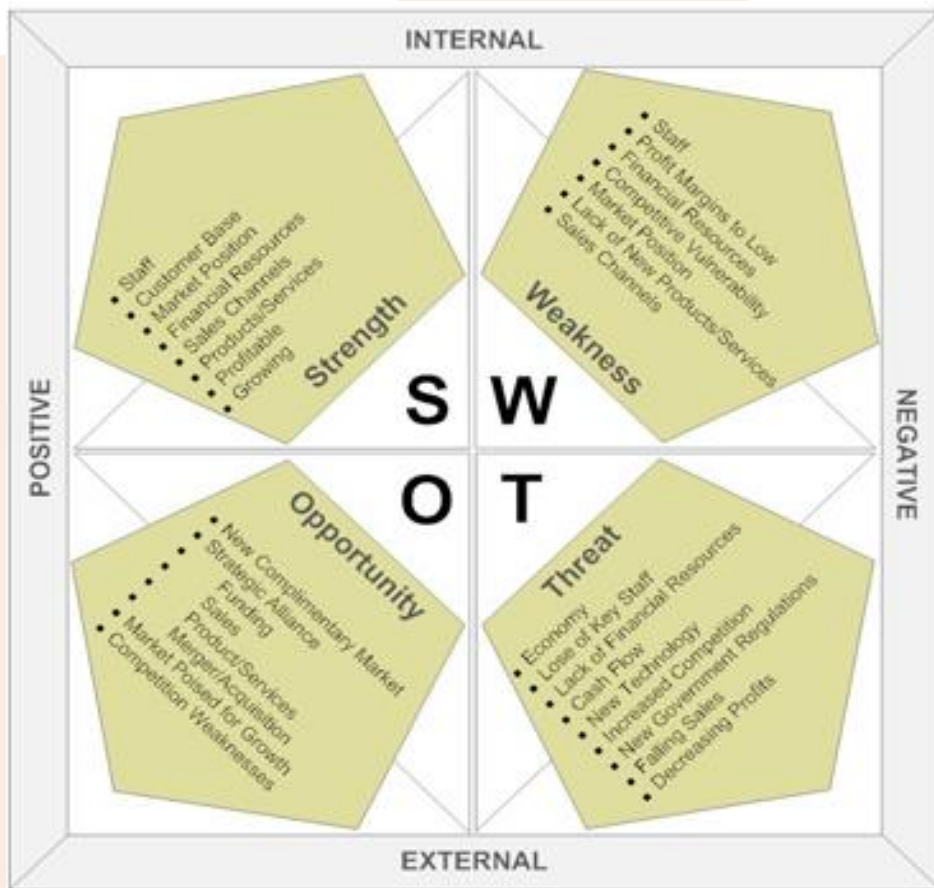 INTERNAL
POSITIVE
NEGATIVE
EXTERNAL
S W
O T
Strength
• Staff
• Customer Base
• Market Position
• Financial Resources
• Sales Channels
• Products/Services
• Profitable
• Growing
Weakness
• Staff
• Profit Margins to Low
• Financial Resources
• Competitive Vulnerability
• Market Position
• Lack of New Products/Services
• Sales Channels
Opportunity
• New Complimentary Market
• Strategic Alliance
• Funding
• Sales
• Product/Services
• Merger/Acquisition
• Market Poised for Growth
• Competition Weaknesses
Threat
• Economy
• Lose of Key Staff
• Lack of Financial Resources
• Cash Flow
• New Technology
• Increased Competition
• New Government Regulations
• Falling Sales
• Decreasing Profits